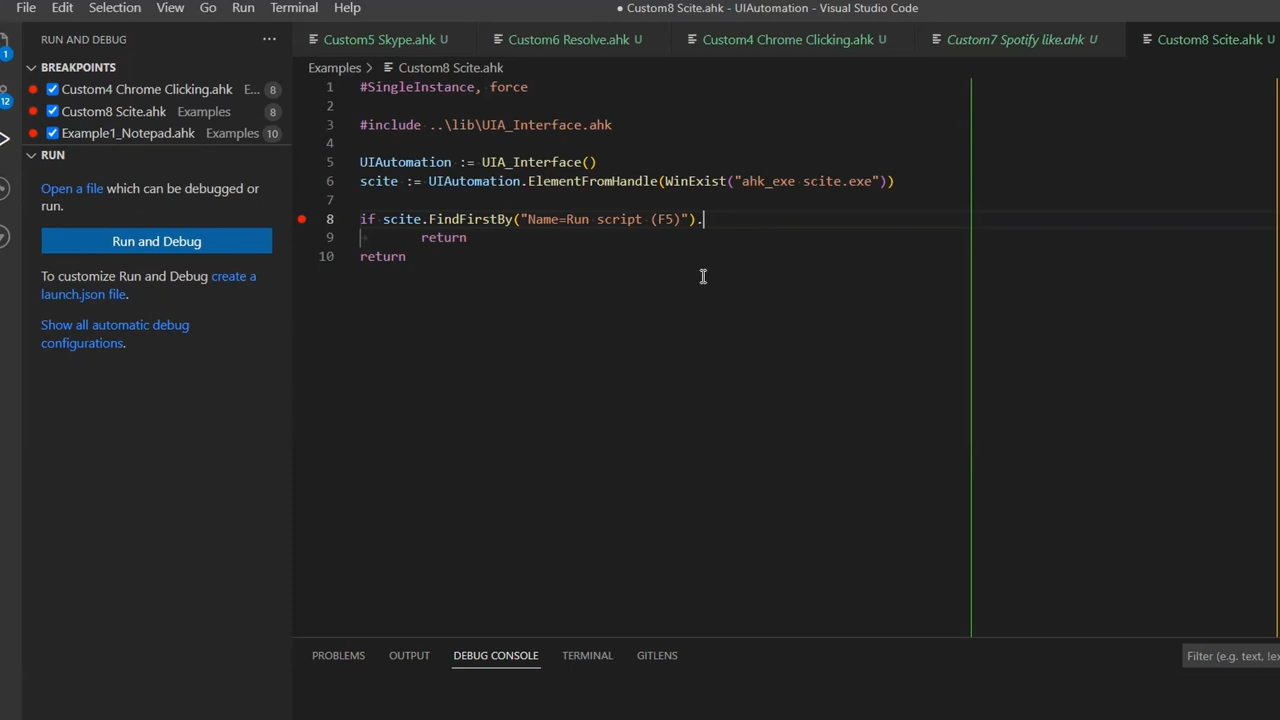 File Edit Selection View Go Run Terminal Help
● Custom8 Scite.ahk - UIAutomation - Visual Studio Code
RUN AND DEBUG ...
Custom5 Skype.ahk U
Custom6 Resolve.ahk U
Custom4 Chrome Clicking.ahk U
Custom7 Spotify like.ahk U
Custom8 Scite.ahk U
1
12
BREAKPOINTS
Custom4 Chrome Clicking.ahk E... 8
Custom8 Scite.ahk Examples 8
Example1_Notepad.ahk Examples 10
RUN
Open a file which can be debugged or
run.
Run and Debug
To customize Run and Debug create a
launch.json file.
Show all automatic debug
configurations.
Examples > Custom8 Scite.ahk
1 #SingleInstance, force
2
3 #include ..\lib\UIA_Interface.ahk
4
5 UIAutomation := UIA_Interface()
6 scite := UIAutomation.ElementFromHandle(WinExist("ahk_exe scite.exe"))
7
8 if scite.FindFirstBy("Name=Run script (F5)").
9 return
10 return
PROBLEMS OUTPUT DEBUG CONSOLE TERMINAL GITLENS
Filter (e.g. text, !ex